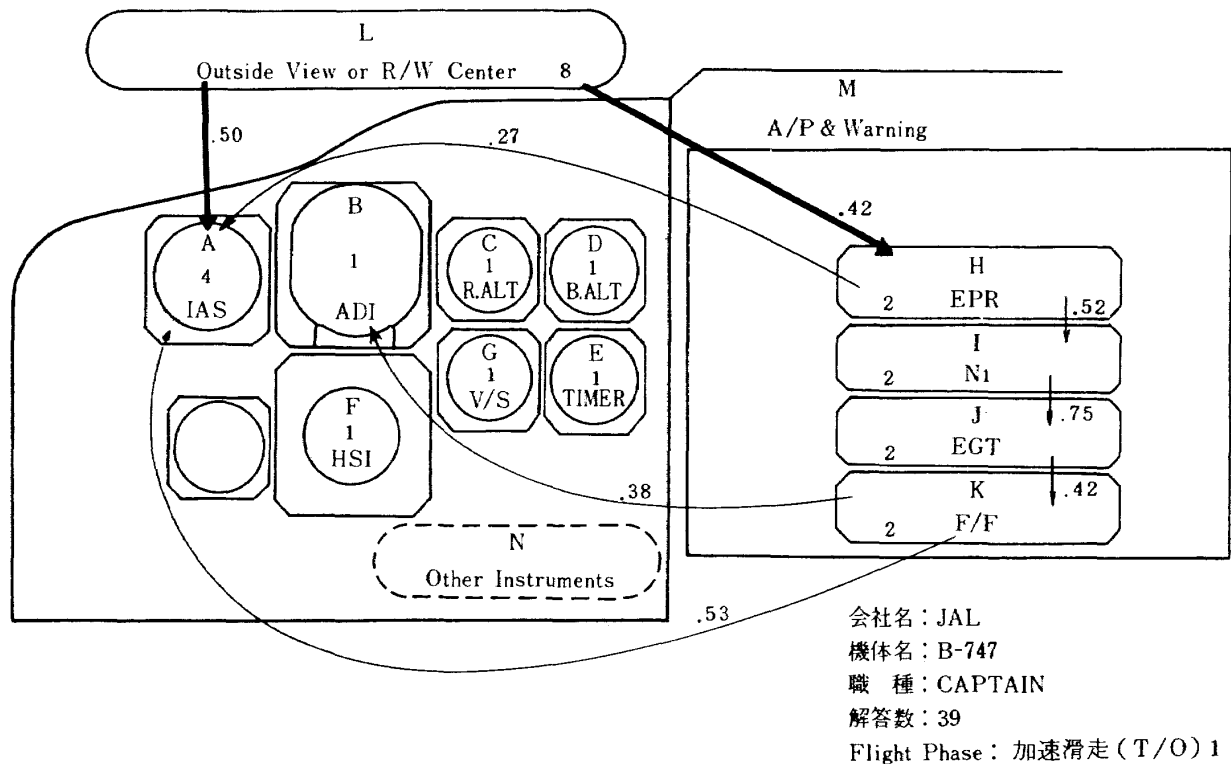 L
Outside View or R/W Center 8
M
A/P & Warning
.50
.27
.42
A
4
IAS
B
1
ADI
C
1
R.ALT
D
1
B.ALT
G
1
V/S
E
1
TIMER
F
1
HSI
H
2 EPR
.52
I
2 N1
J
.75
2 EGT
K
.42
2 F/F
.38
N
Other Instruments
.53
会社名：JAL
機体名：B-747
職 種：CAPTAIN
解答数：39
Flight Phase： 加速滑走（T/O）1